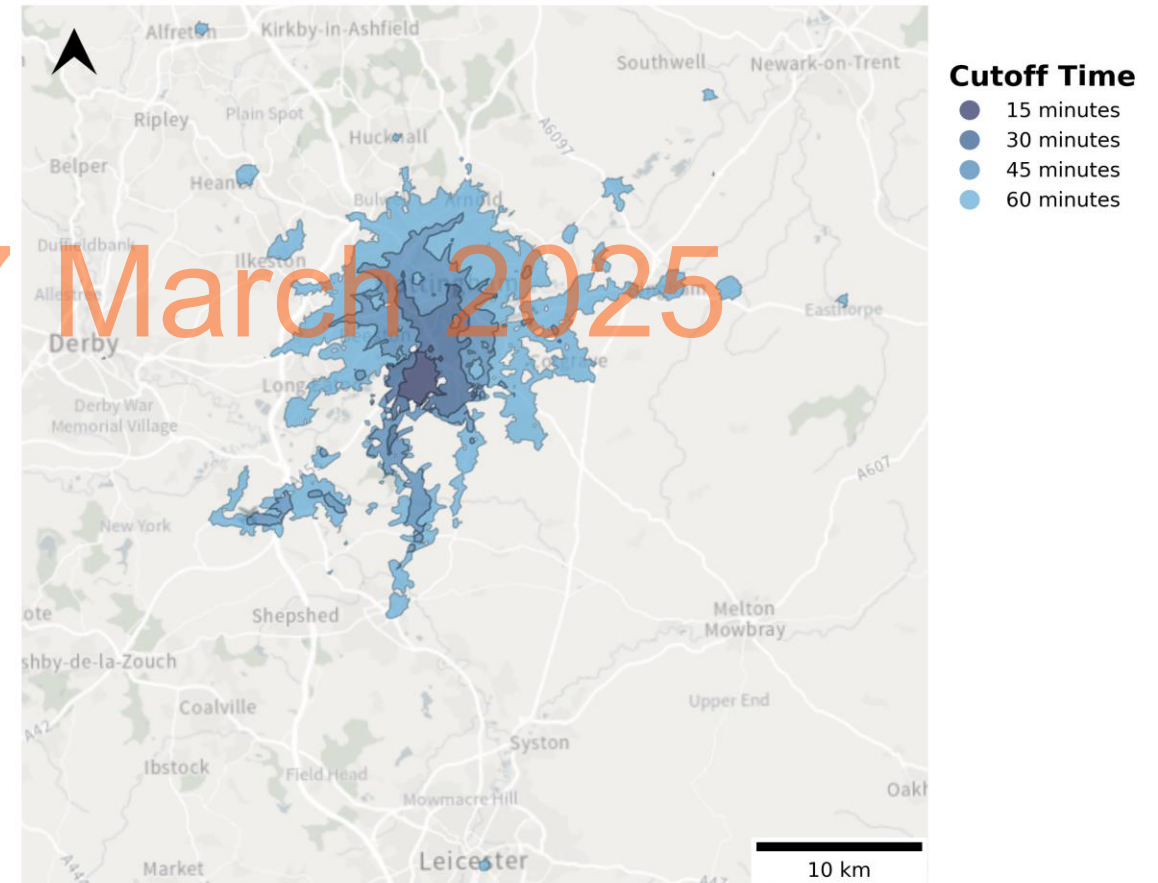 Alfreton
Kirkby-in-Ashfield
Southwell
Newark-on-Trent
Cutoff Time
15 minutes
30 minutes
45 minutes
60 minutes
Ripley
Plain Spot
Hucknall
A6097
Belper
Heanor
Arnold
Duffieldbank
Ilkeston
7 March 2025
Allestree
Easthorpe
Derby
Derby War
Memorial Village
A607
New York
ote
Shepshed
Melton
Mowbray
shby-de-la-Zouch
Upper End
Coalville
A42
Syston
Ibstock
Field Head
Mowmacre Hill
Oakh
Market
Leicester
10 km